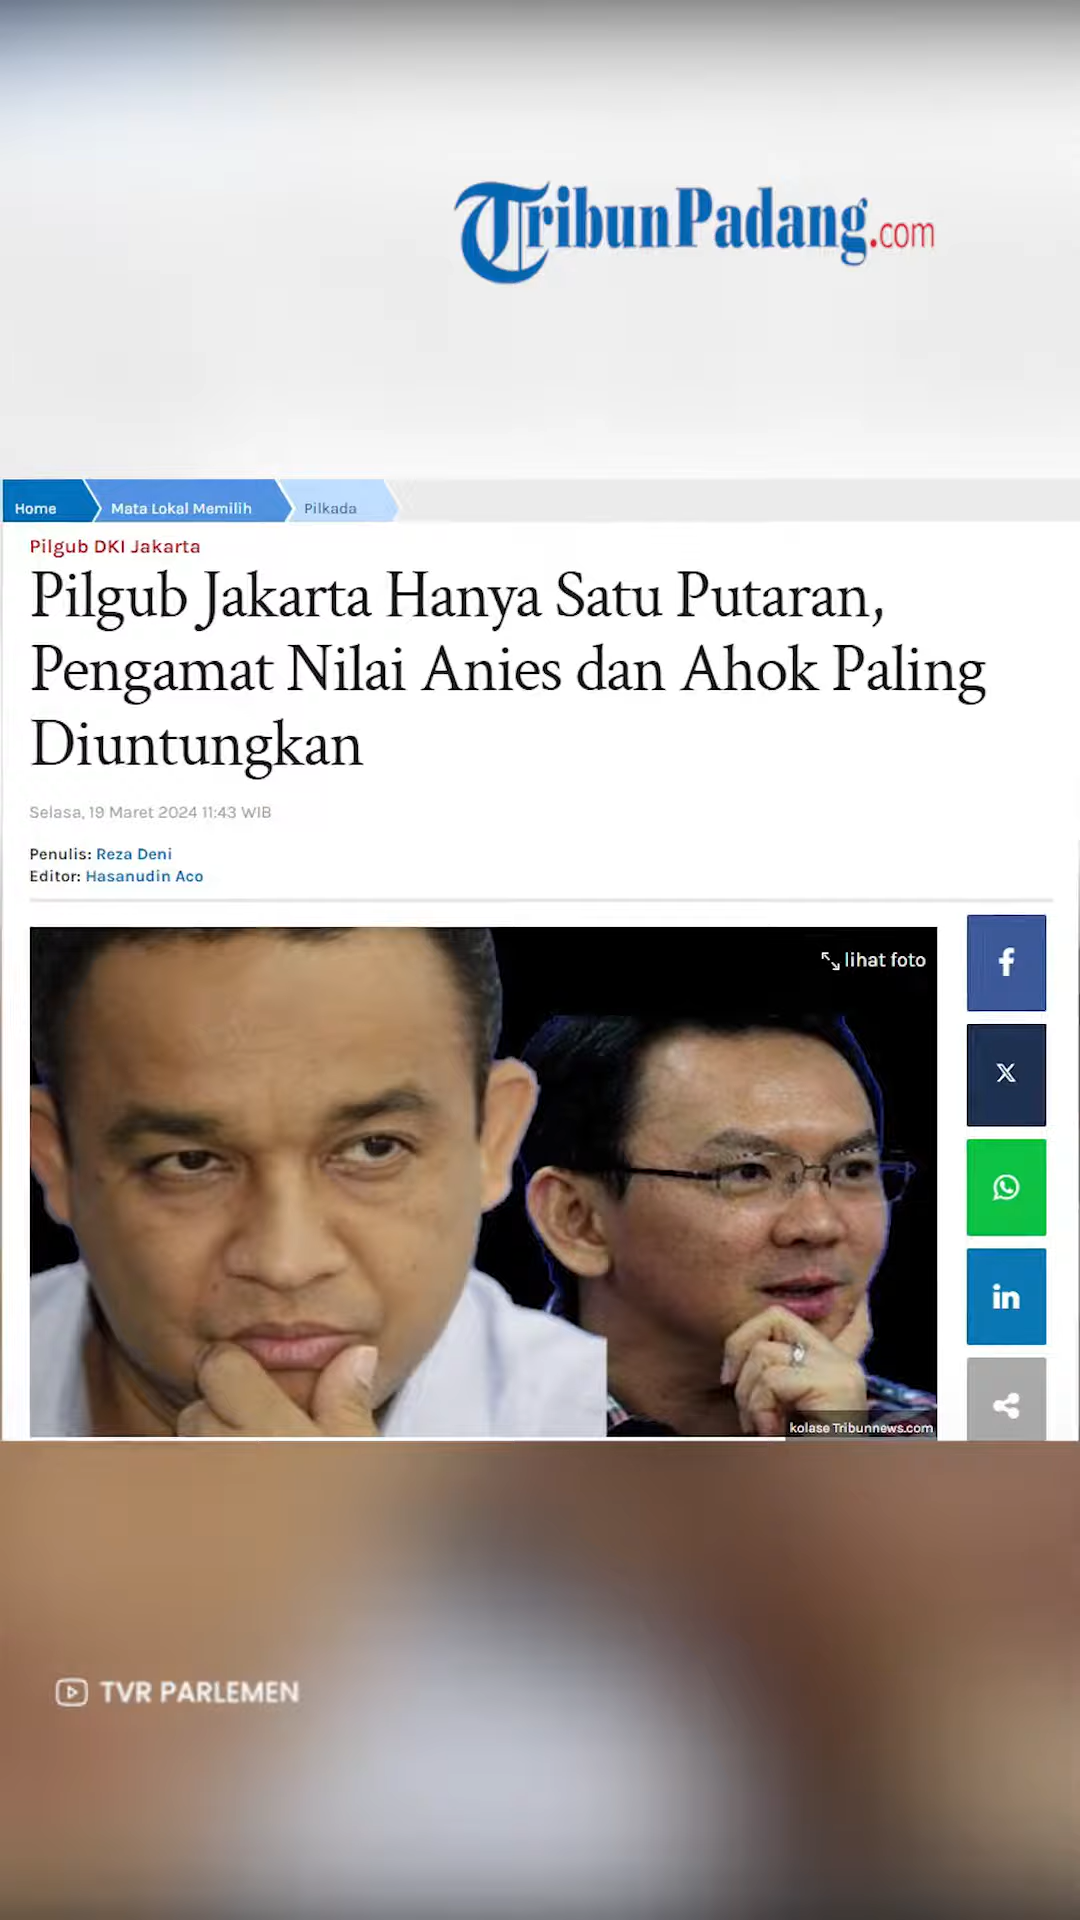 TribunPadang.com
Home
Mata Lokal Memilih
Pilkada
Pilgub DKI Jakarta
Pilgub Jakarta Hanya Satu Putaran,
Pengamat Nilai Anies dan Ahok Paling
Diuntungkan
Selasa, 19 Maret 2024 11:43 WIB
Penulis: Reza Deni
Editor: Hasanudin Aco
lihat foto
kolase Tribunnews.com
TVR PARLEMEN